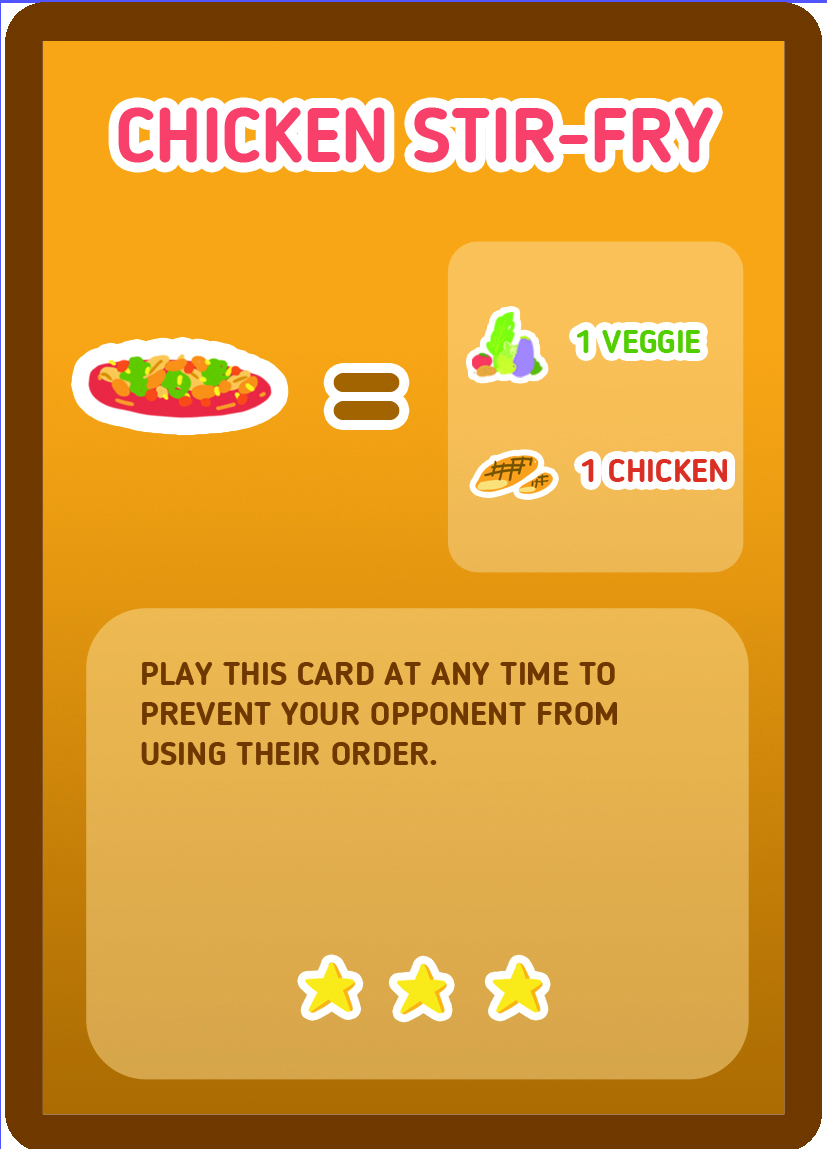 CHICKEN STIR-FRY
1 VEGGIE
1 CHICKEN
PLAY THIS CARD AT ANY TIME TO
PREVENT YOUR OPPONENT FROM
USING THEIR ORDER.